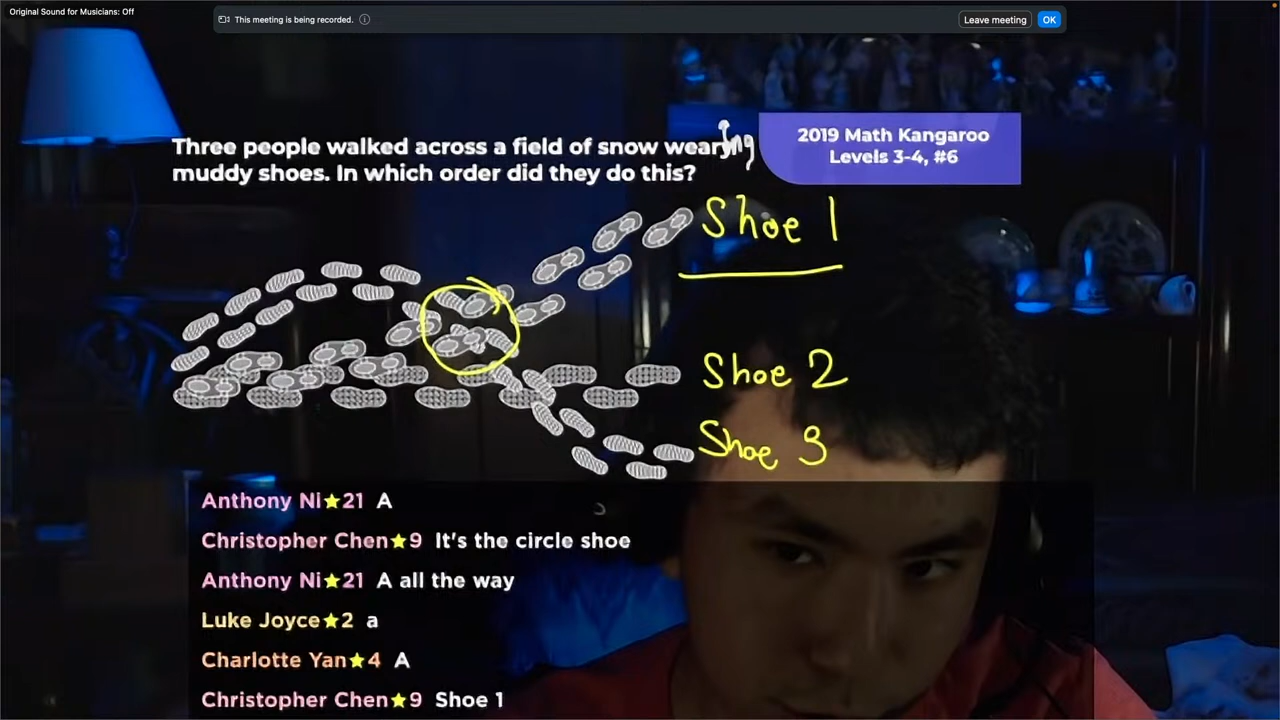 Original Sound for Musicians: Off
This meeting is being recorded.
Leave meeting
OK
Three people walked across a field of snow wearing
muddy shoes. In which order did they do this?
2019 Math Kangaroo
Levels 3-4, #6
Shoe 1
Shoe 2
Shoe 3
Anthony Ni★21 A
Christopher Chen★9 It's the circle shoe
Anthony Ni★21 A all the way
Luke Joyce★2 a
Charlotte Yan★4 A
Christopher Chen★9 Shoe 1